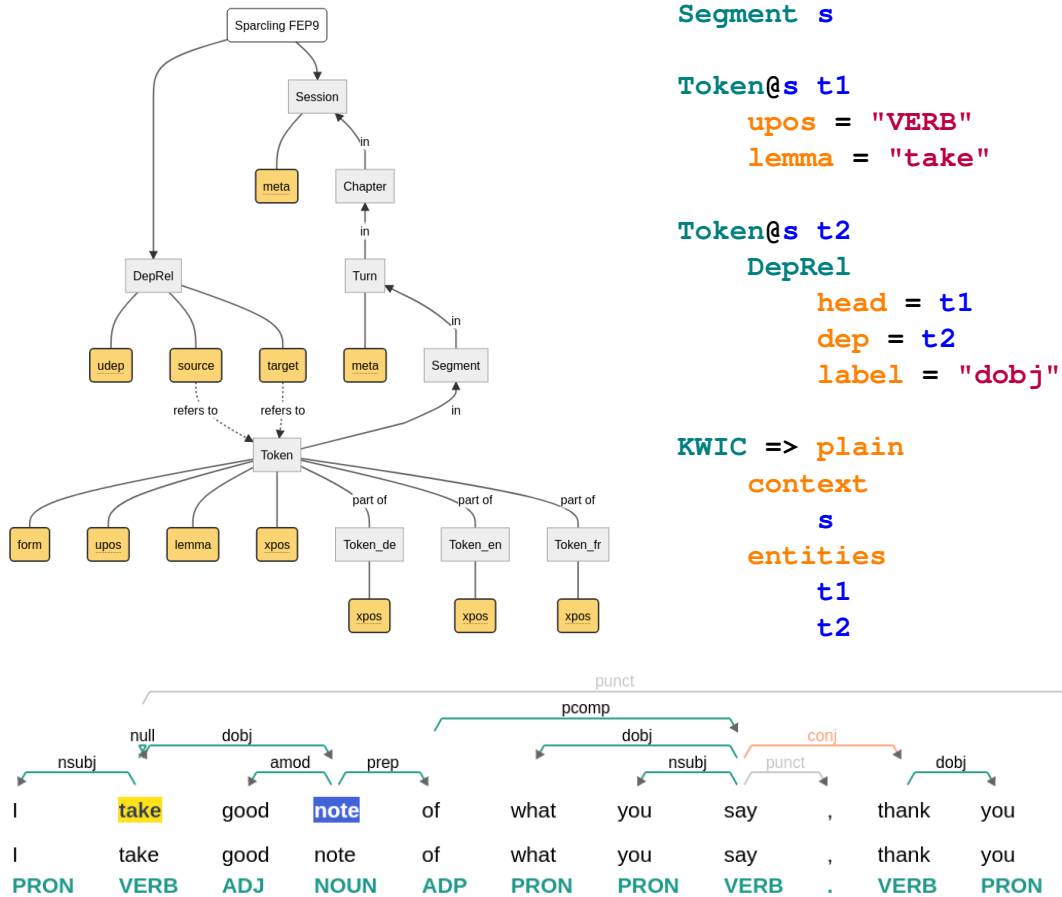 Sparcling FEP9
Session
in
meta
Chapter
in
DepRel
Turn
in
udep
source
target
meta
Segment
refers to
refers to
in
Token
part of
part of
part of
form
upos
lemma
xpos
Token_de
Token_en
Token_fr
xpos
xpos
xpos
Segment s
Token@s t1
upos = "VERB"
lemma = "take"
Token@s t2
DepRel
head = t1
dep = t2
label = "dobj"
KWIC => plain
context
s
entities
t1
t2
punct
pcomp
null dobj dobj conj
nsubj amod prep nsubj punct dobj
I take good note of what you say , thank you
I take good note of what you say , thank you
PRON VERB ADJ NOUN ADP PRON PRON VERB . VERB PRON